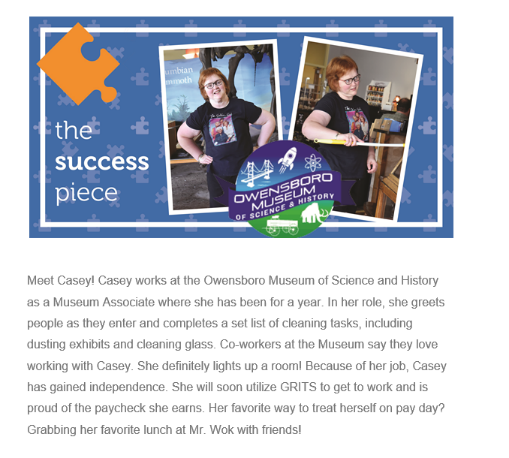 the
success
piece
mbian
mmoth
OWENSBORO
MUSEUM
OF SCIENCE & HISTORY
Meet Casey! Casey works at the Owensboro Museum of Science and History
as a Museum Associate where she has been for a year. In her role, she greets
people as they enter and completes a set list of cleaning tasks, including
dusting exhibits and cleaning glass. Co-workers at the Museum say they love
working with Casey. She definitely lights up a room! Because of her job, Casey
has gained independence. She will soon utilize GRITS to get to work and is
proud of the paycheck she earns. Her favorite way to treat herself on pay day?
Grabbing her favorite lunch at Mr. Wok with friends!